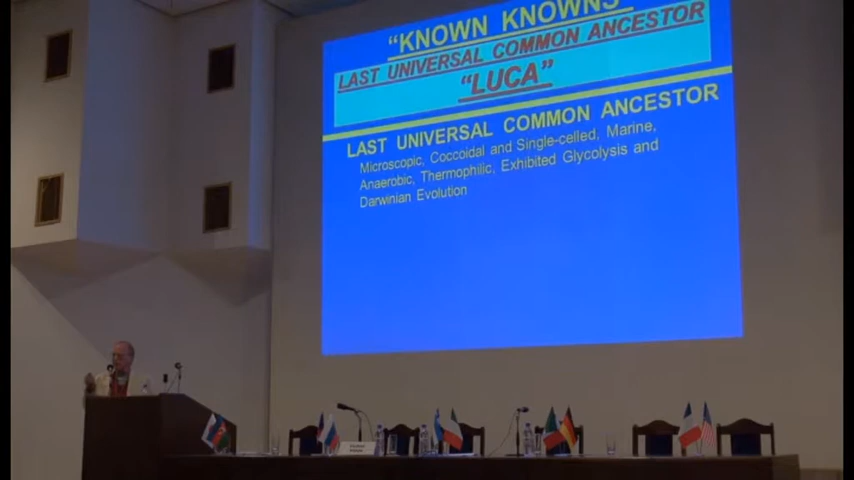 “KNOWN KNOWNS”
LAST UNIVERSAL COMMON ANCESTOR
“LUCA”
LAST UNIVERSAL COMMON ANCESTOR
Microscopic, Coccoidal and Single-celled, Marine,
Anaerobic, Thermophilic, Exhibited Glycolysis and
Darwinian Evolution